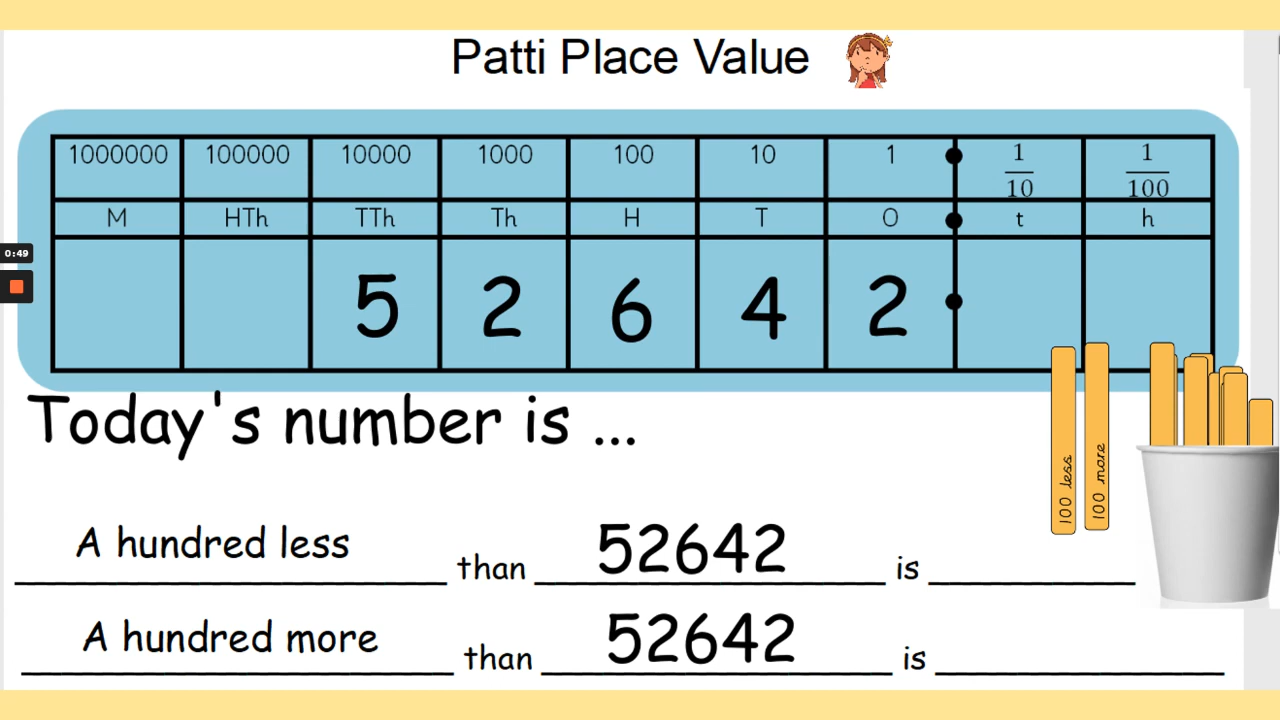 Patti Place Value
1000000 100000 10000 1000 100 10 1 1/10 1/100
M HTh TTh Th H T O t h
0:49
5 2 6 4 2
Today's number is ...
100 less
100 more
A hundred less than 52642 is
A hundred more than 52642 is